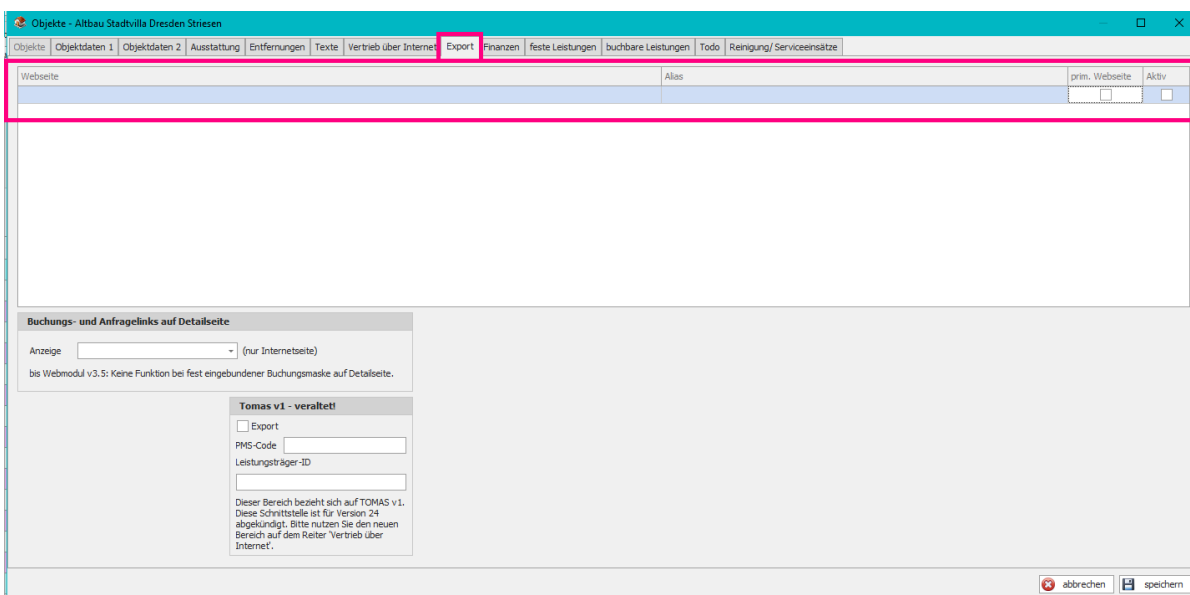 Objekte - Altbau Stadtvilla Dresden Striesen
Objekte Objektdaten 1 Objektdaten 2 Ausstattung Entfernungen Texte Vertrieb über Internet Export Finanzen feste Leistungen buchbare Leistungen Todo Reinigung/ Serviceeinsätze
Webseite Alias prim. Webseite Aktiv
Buchungs- und Anfragelinks auf Detailseite
Anzeige (nur Internetseite)
bis Webmodul v3.5: Keine Funktion bei fest eingebundener Buchungsmaske auf Detailseite.
Tomas v1 - veraltet!
Export
PMS-Code
Leistungsträger-ID
Dieser Bereich bezieht sich auf TOMAS v1.
Diese Schnittstelle ist für Version 24
abgekündigt. Bitte nutzen Sie den neuen
Bereich auf dem Reiter 'Vertrieb über
Internet'.
abbrechen speichern